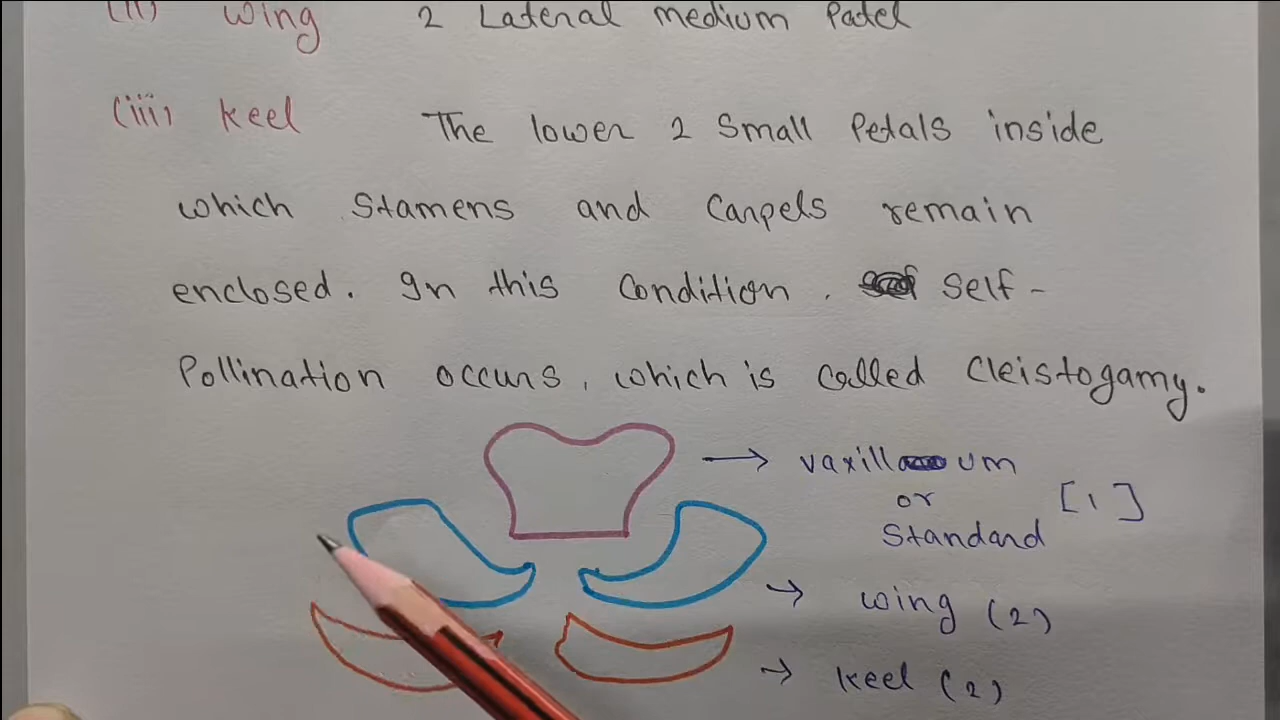 (ii) wing 2 Lateral medium Patel
(iii) keel The lower 2 Small Petals inside
which Stamens and Carpels remain
enclosed. In this Condition. Self-
Pollination occurs, which is called Cleistogamy.
vaxillum
or
Standard [1]
wing (2)
keel (2)